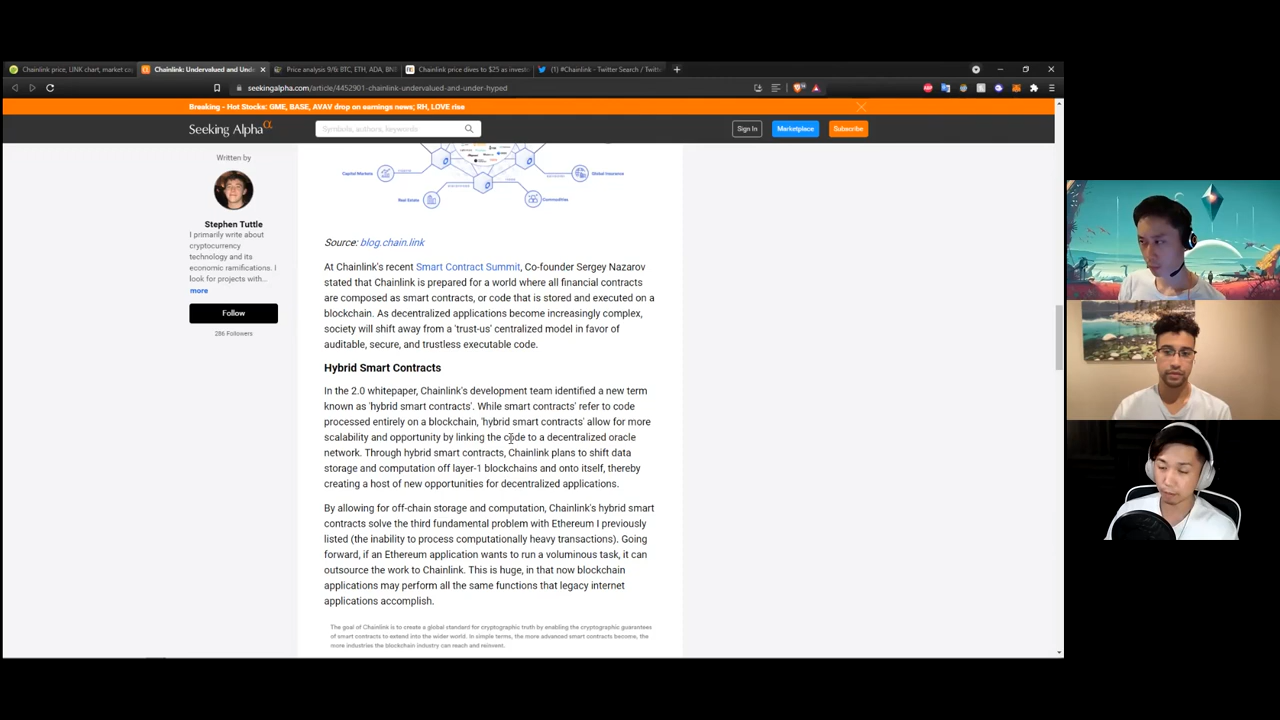 Chainlink price, LINK chart, market ca
Chainlink: Undervalued and Und
Price analysis 9/6: BTC, ETH, ADA, BN
Chainlink price dives to $25 as invest
(1) #Chainlink - Twitter Search / Twitt
seekingalpha.com/article/4452901-chainlink-undervalued-and-under-hyped
Breaking - Hot Stocks: GME, BASE, AVAV drop on earnings news; RH, LOVE rise
Seeking Alpha α
Symbols, authors, keywords
Sign In
Marketplace
Subscribe
Written by
Stephen Tuttle
I primarily write about
cryptocurrency
technology and its
economic ramifications. I
look for projects with...
more
Follow
286 Followers
Capital Markets
Global Insurance
Real Estate
Commodities
Source: blog.chain.link
At Chainlink's recent Smart Contract Summit, Co-founder Sergey Nazarov
stated that Chainlink is prepared for a world where all financial contracts
are composed as smart contracts, or code that is stored and executed on a
blockchain. As decentralized applications become increasingly complex,
society will shift away from a 'trust-us' centralized model in favor of
auditable, secure, and trustless executable code.
Hybrid Smart Contracts
In the 2.0 whitepaper, Chainlink's development team identified a new term
known as 'hybrid smart contracts'. While smart contracts' refer to code
processed entirely on a blockchain, 'hybrid smart contracts' allow for more
scalability and opportunity by linking the code to a decentralized oracle
network. Through hybrid smart contracts, Chainlink plans to shift data
storage and computation off layer-1 blockchains and onto itself, thereby
creating a host of new opportunities for decentralized applications.
By allowing for off-chain storage and computation, Chainlink's hybrid smart
contracts solve the third fundamental problem with Ethereum I previously
listed (the inability to process computationally heavy transactions). Going
forward, if an Ethereum application wants to run a voluminous task, it can
outsource the work to Chainlink. This is huge, in that now blockchain
applications may perform all the same functions that legacy internet
applications accomplish.
The goal of Chainlink is to create a global standard for cryptographic truth by enabling the cryptographic guarantees
of smart contracts to extend into the wider world. In simple terms, the more advanced smart contracts become, the
more industries the blockchain industry can reach and reinvent.